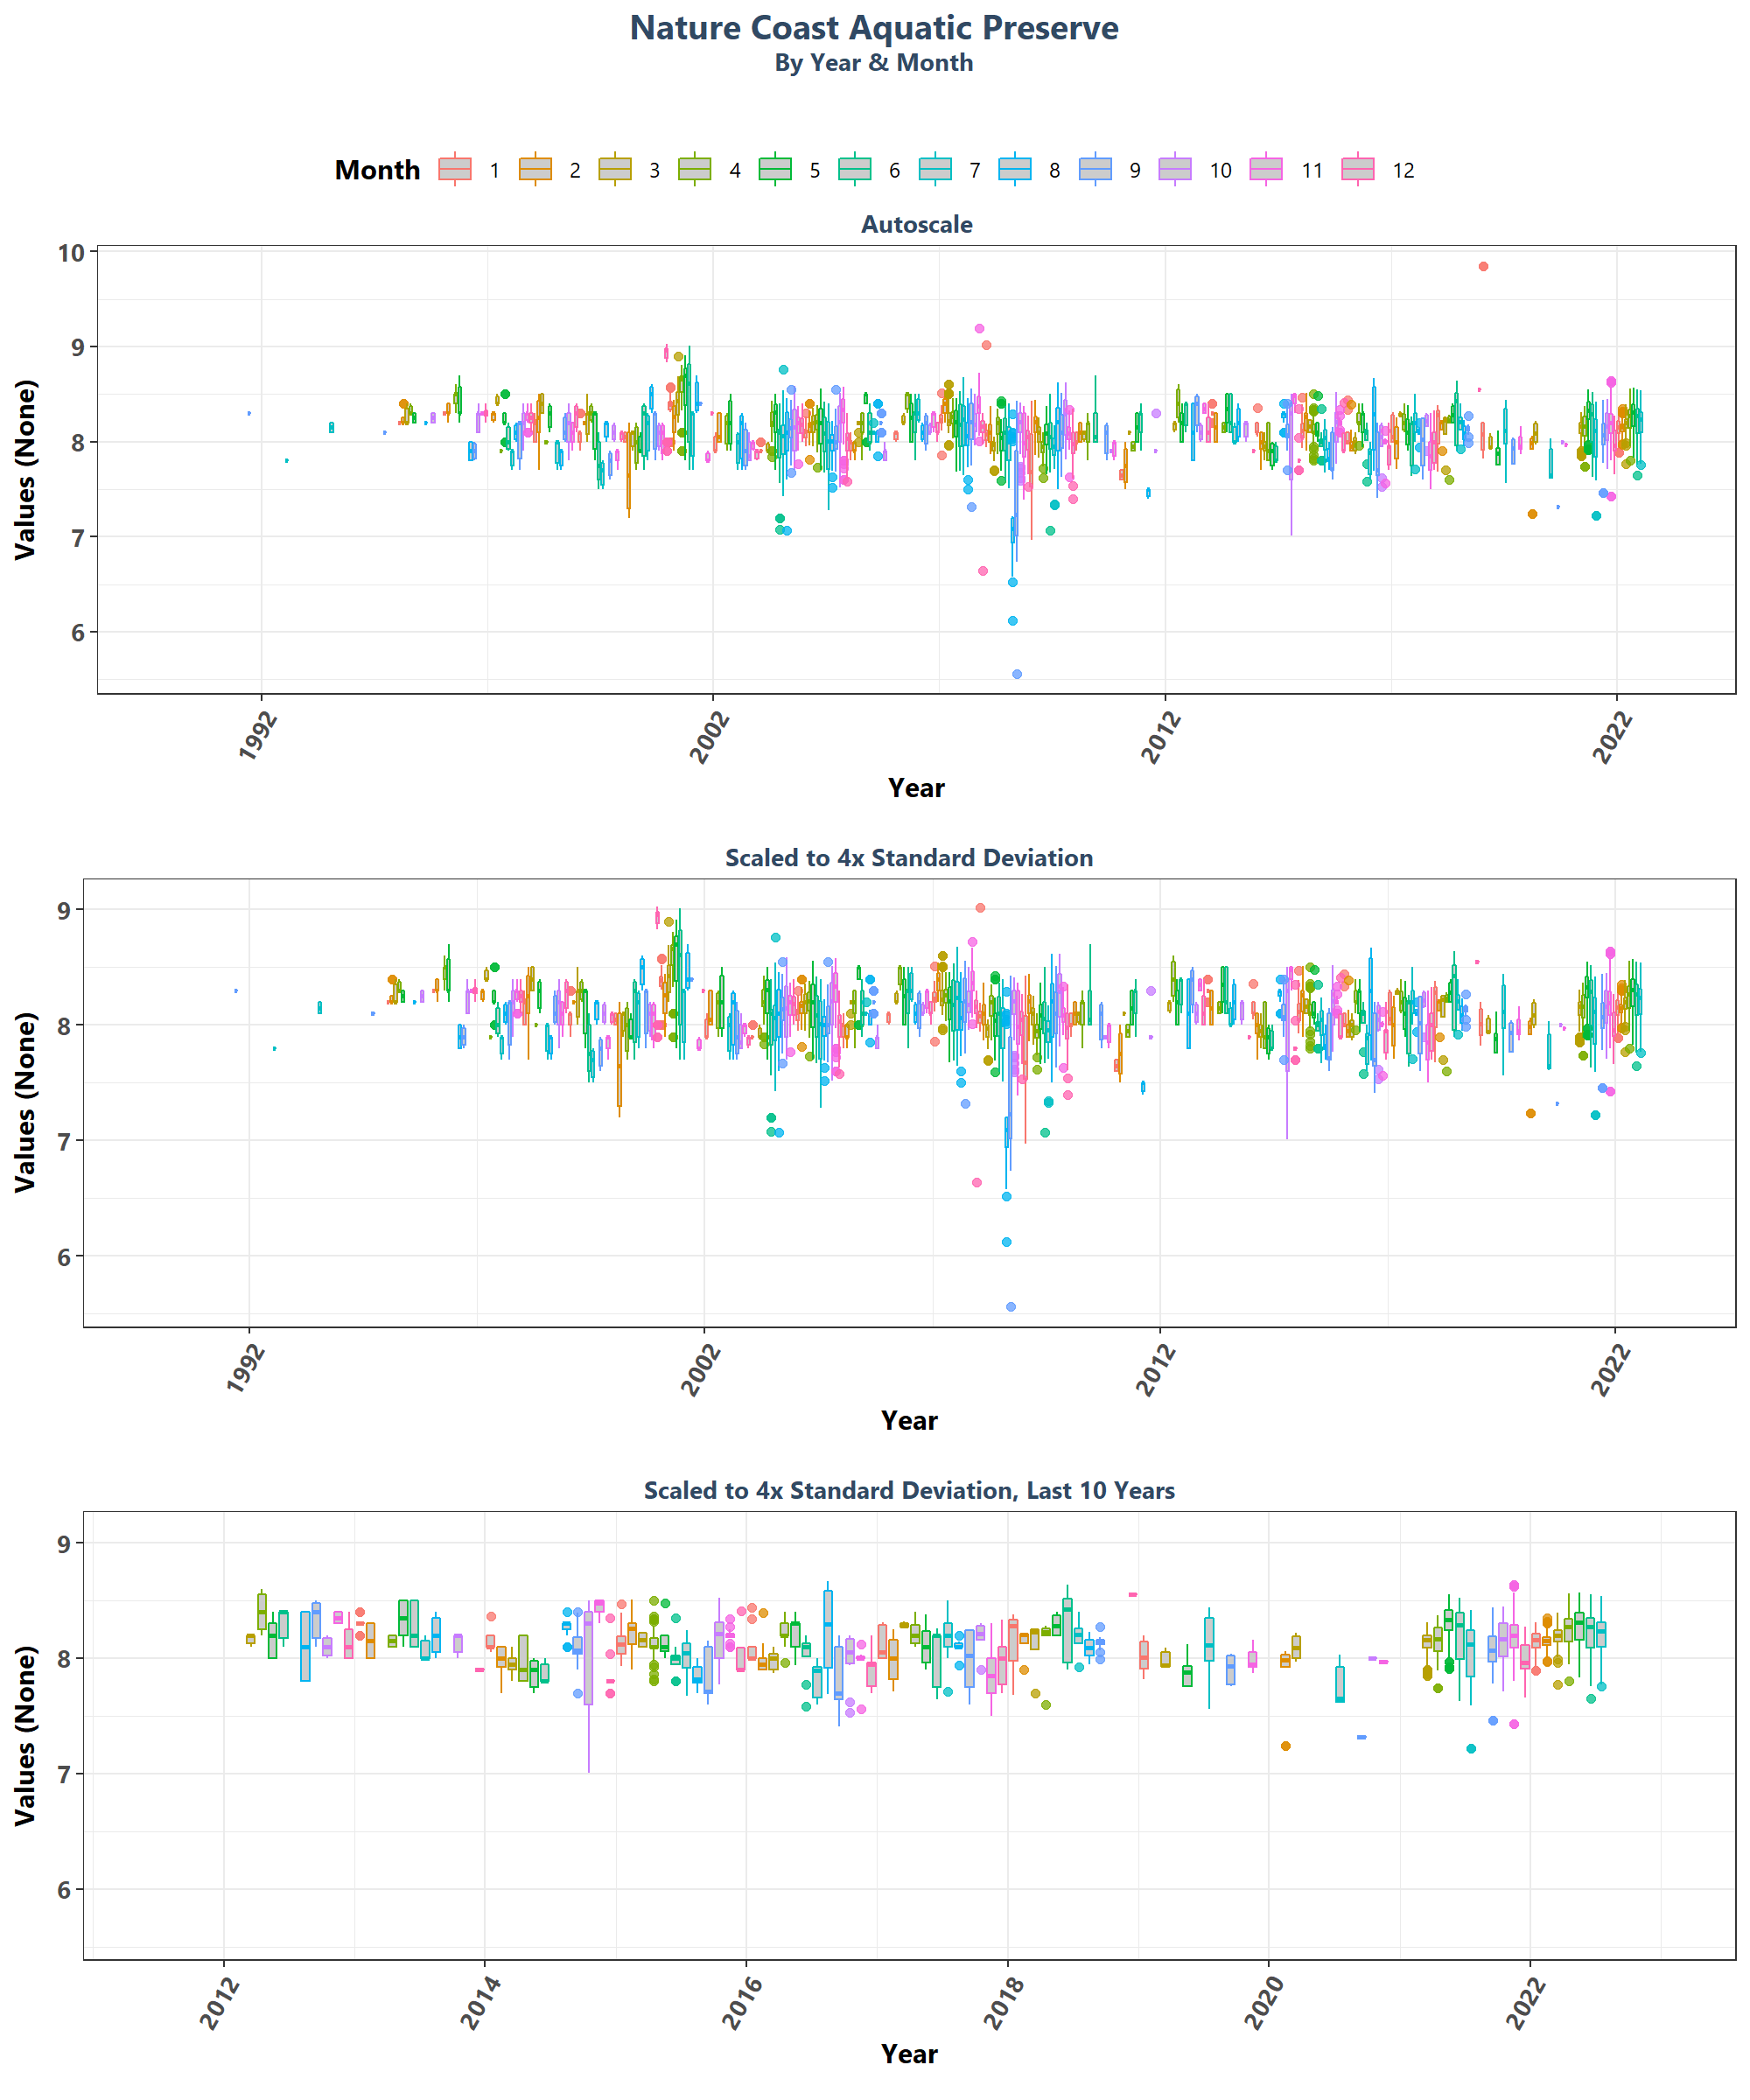 Nature Coast Aquatic Preserve
By Year & Month
Month 1 2 3 4 5 6 7 8 9 10 11 12
Autoscale
10
9
8
7
6
Values (None)
1992 2002 2012 2022
Year
Scaled to 4x Standard Deviation
9
8
7
6
Values (None)
1992 2002 2012 2022
Year
Scaled to 4x Standard Deviation, Last 10 Years
9
8
7
6
Values (None)
2012 2014 2016 2018 2020 2022
Year